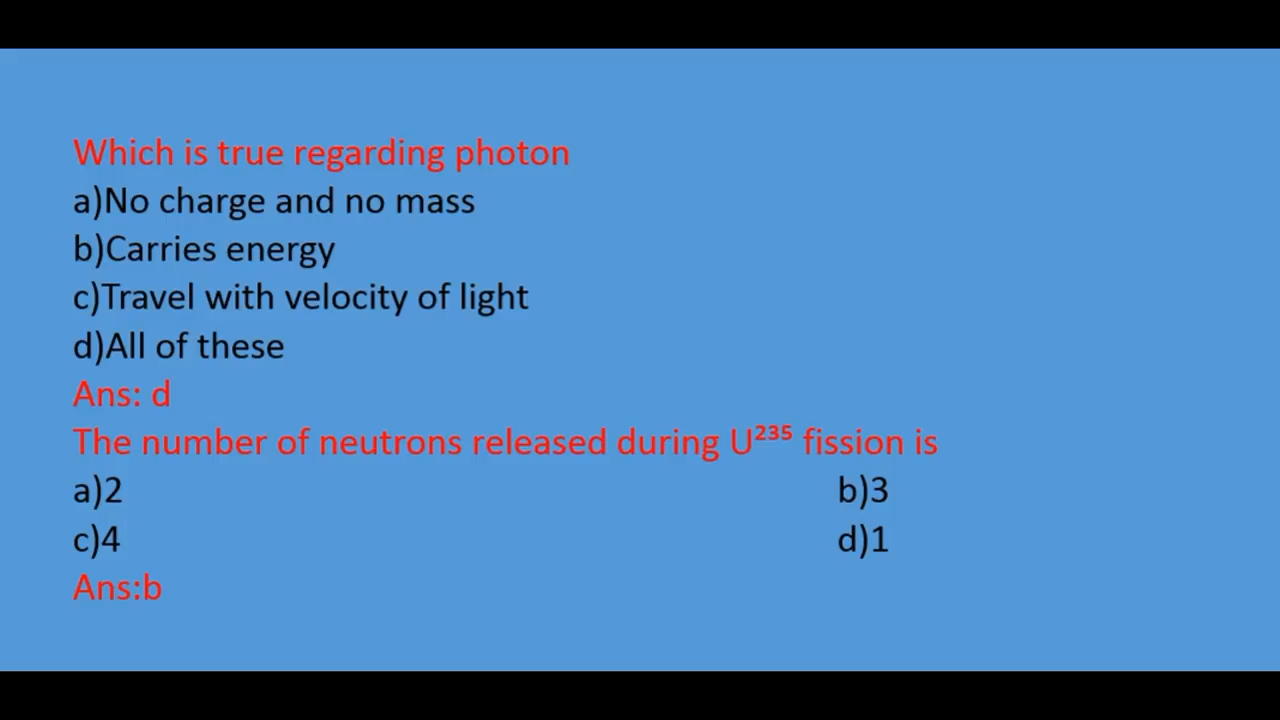 Which is true regarding photon
a)No charge and no mass
b)Carries energy
c)Travel with velocity of light
d)All of these
Ans: d
The number of neutrons released during U²³⁵ fission is
a)2 b)3
c)4 d)1
Ans:b